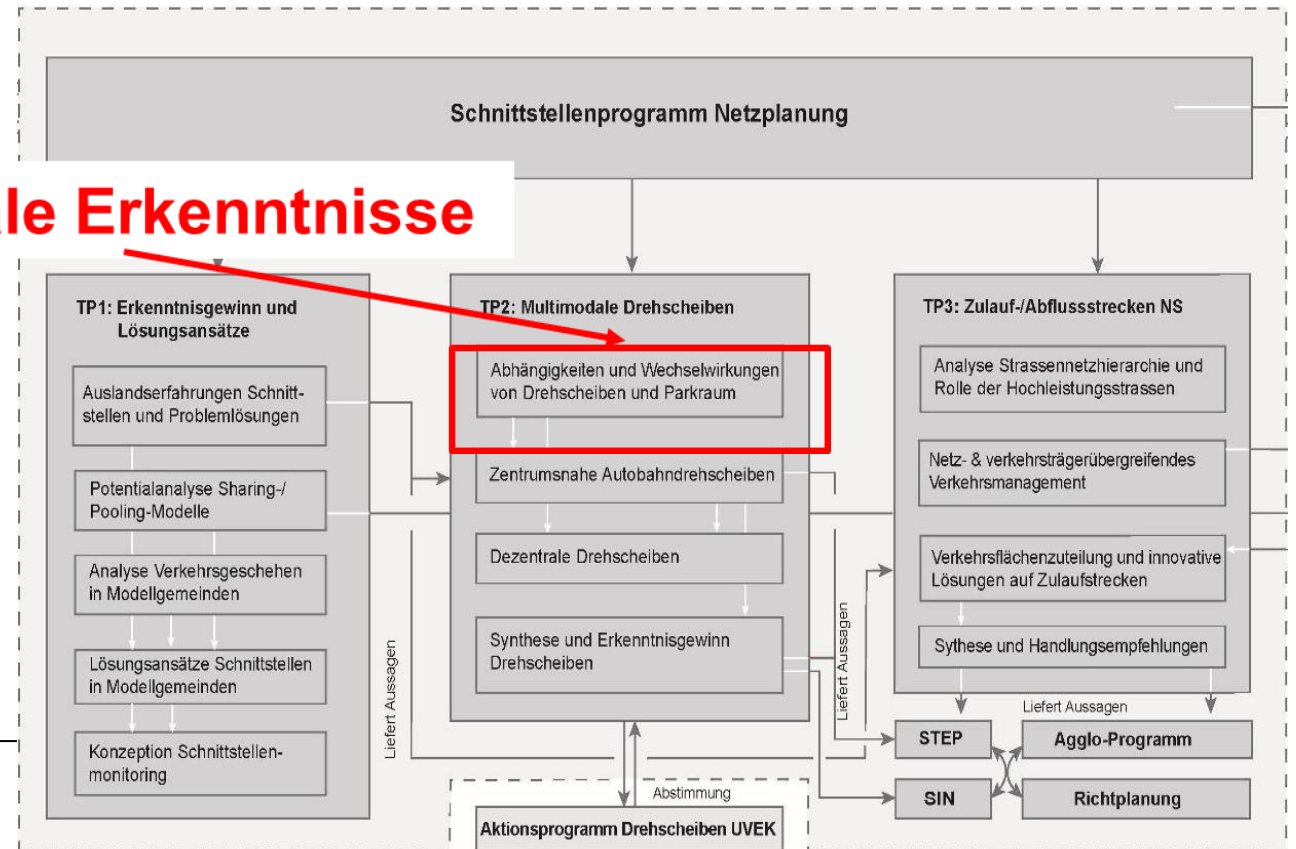 Schnittstellenprogramm Netzplanung
le Erkenntnisse
TP1: Erkenntnisgewinn und
Lösungsansätze
Auslandserfahrungen Schnitt-
stellen und Problemlösungen
Potentialanalyse Sharing-/
Pooling-Modelle
Analyse Verkehrsgeschehen
in Modellgemeinden
Lösungsansätze Schnittstellen
in Modellgemeinden
Konzeption Schnittstellen-
monitoring
Liefert Aussagen
TP2: Multimodale Drehscheiben
Abhängigkeiten und Wechselwirkungen
von Drehscheiben und Parkraum
Zentrumsnahe Autobahndrehscheiben
Dezentrale Drehscheiben
Synthese und Erkenntnisgewinn
Drehscheiben
Abstimmung
Aktionsprogramm Drehscheiben UVEK
Liefert Aussagen
TP3: Zulauf-/Abflussstrecken NS
Analyse Strassennetzhierarchie und
Rolle der Hochleistungsstrassen
Netz- & verkehrsträgerübergreifendes
Verkehrsmanagement
Verkehrsflächenzuteilung und innovative
Lösungen auf Zulaufstrecken
Sythese und Handlungsempfehlungen
Liefert Aussagen
STEP
Agglo-Programm
SIN
Richtplanung